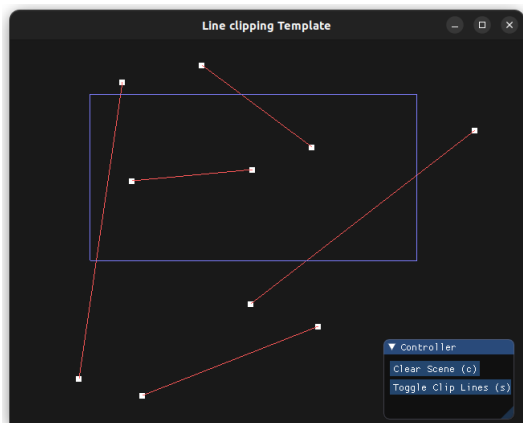 Line clipping Template
▼ Controller
Clear Scene (c)
Toggle Clip Lines (s)